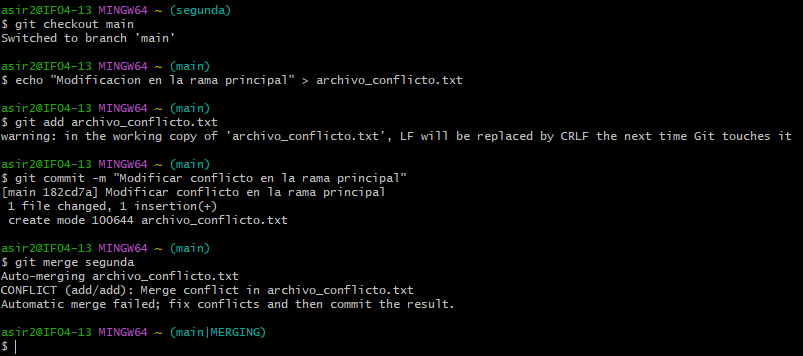 asir2@IFO4-13 MINGW64 ~ (segunda)
$ git checkout main
Switched to branch 'main'

asir2@IFO4-13 MINGW64 ~ (main)
$ echo "Modificacion en la rama principal" > archivo_conflicto.txt

asir2@IFO4-13 MINGW64 ~ (main)
$ git add archivo_conflicto.txt
warning: in the working copy of 'archivo_conflicto.txt', LF will be replaced by CRLF the next time Git touches it

asir2@IFO4-13 MINGW64 ~ (main)
$ git commit -m "Modificar conflicto en la rama principal"
[main 182cd7a] Modificar conflicto en la rama principal
 1 file changed, 1 insertion(+)
 create mode 100644 archivo_conflicto.txt

asir2@IFO4-13 MINGW64 ~ (main)
$ git merge segunda
Auto-merging archivo_conflicto.txt
CONFLICT (add/add): Merge conflict in archivo_conflicto.txt
Automatic merge failed; fix conflicts and then commit the result.

asir2@IFO4-13 MINGW64 ~ (main|MERGING)
$